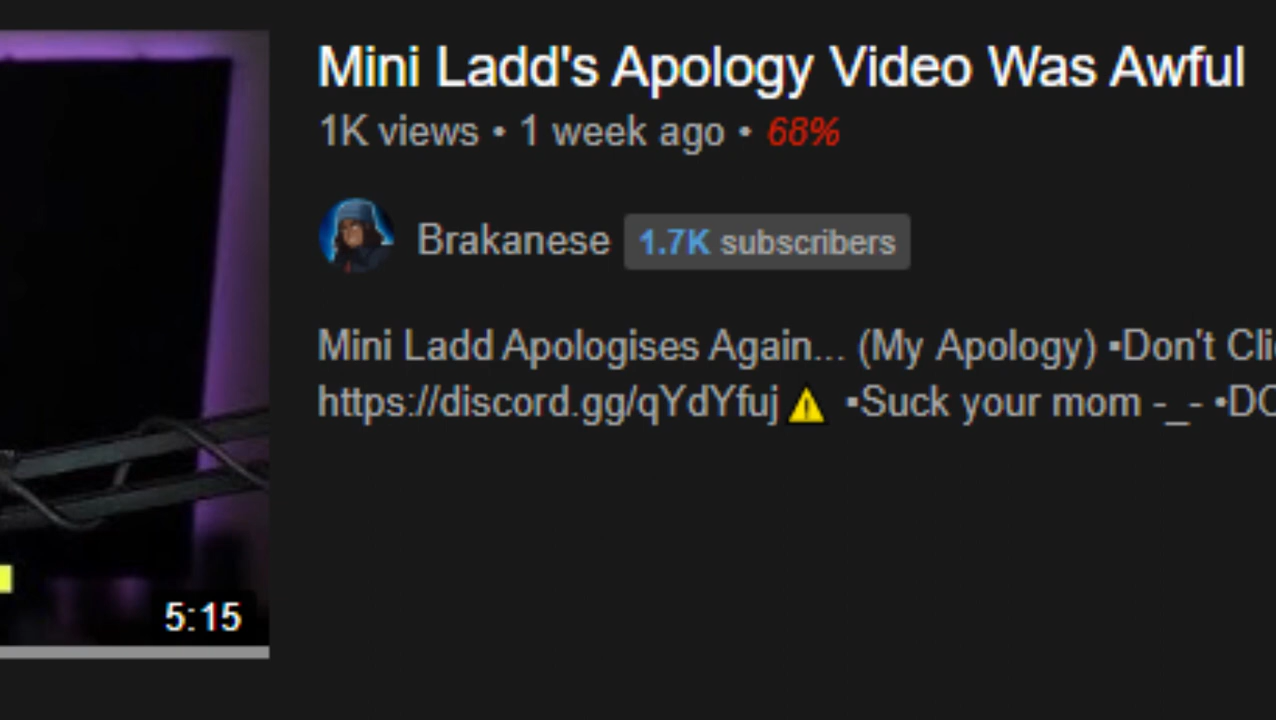 Mini Ladd's Apology Video Was Awful
1K views • 1 week ago • 68%
Brakanese 1.7K subscribers
Mini Ladd Apologises Again... (My Apology) ▪Don't Clic
https://discord.gg/qYdYfuj⚠ ▪Suck your mom -_- •DO
5:15